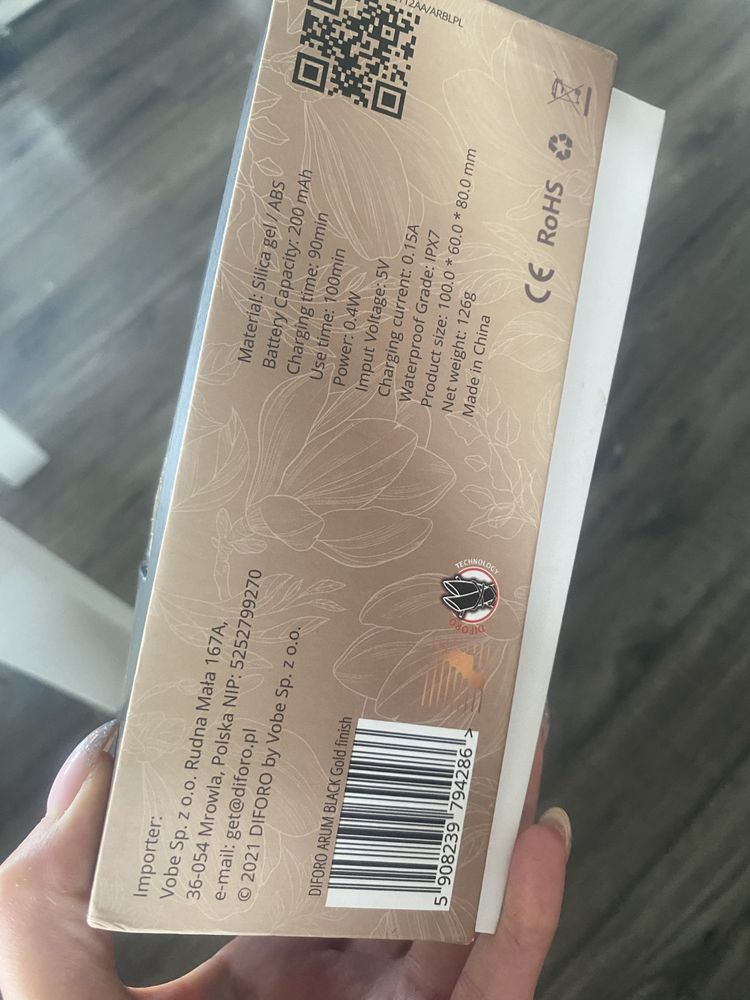 12AA/ARBLPL
Material: Silica gel / ABS
Battery Capacity: 200 mAh
Charging time: 90min
Use time: 100min
Power: 0.4W
Imput Voltage: 5V
Charging current: 0.15A
Waterproof Grade: IPX7
Product size: 100.0 * 60.0 * 80.0 mm
Net weight: 126g
Made in China
CE RoHS
Importer:
Vobe Sp. z o.o. Rudna Mała 167A,
36-054 Mrowla, Polska NIP: 5252799270
e-mail: get@diforo.pl
© 2021 DIFORO by Vobe Sp. z o.o.
TECHNOLOGY
DIFORO
DIFORO ARUM BLACK Gold finish
5 908239 794286 >